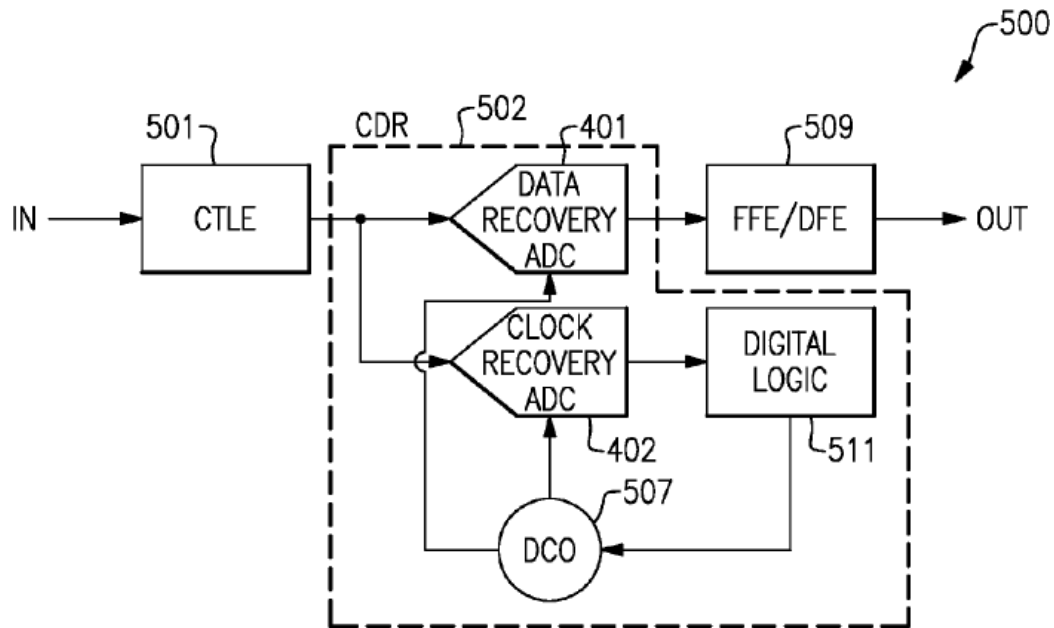 500
501
CDR
502
401
509
IN
CTLE
DATA
RECOVERY
ADC
FFE/DFE
OUT
CLOCK
RECOVERY
ADC
DIGITAL
LOGIC
402
511
507
DCO